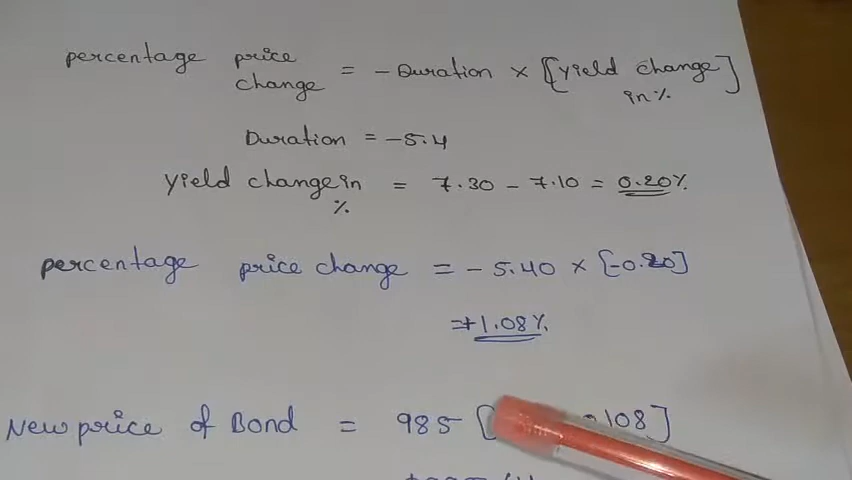 percentage price change = - Duration × [yield change in %]
Duration = -5.4
yield change in % = 7.30 - 7.10 = 0.20%
percentage price change = - 5.40 × [-0.20]
⇒ +1.08%
New price of Bond = 985 [ 0108]